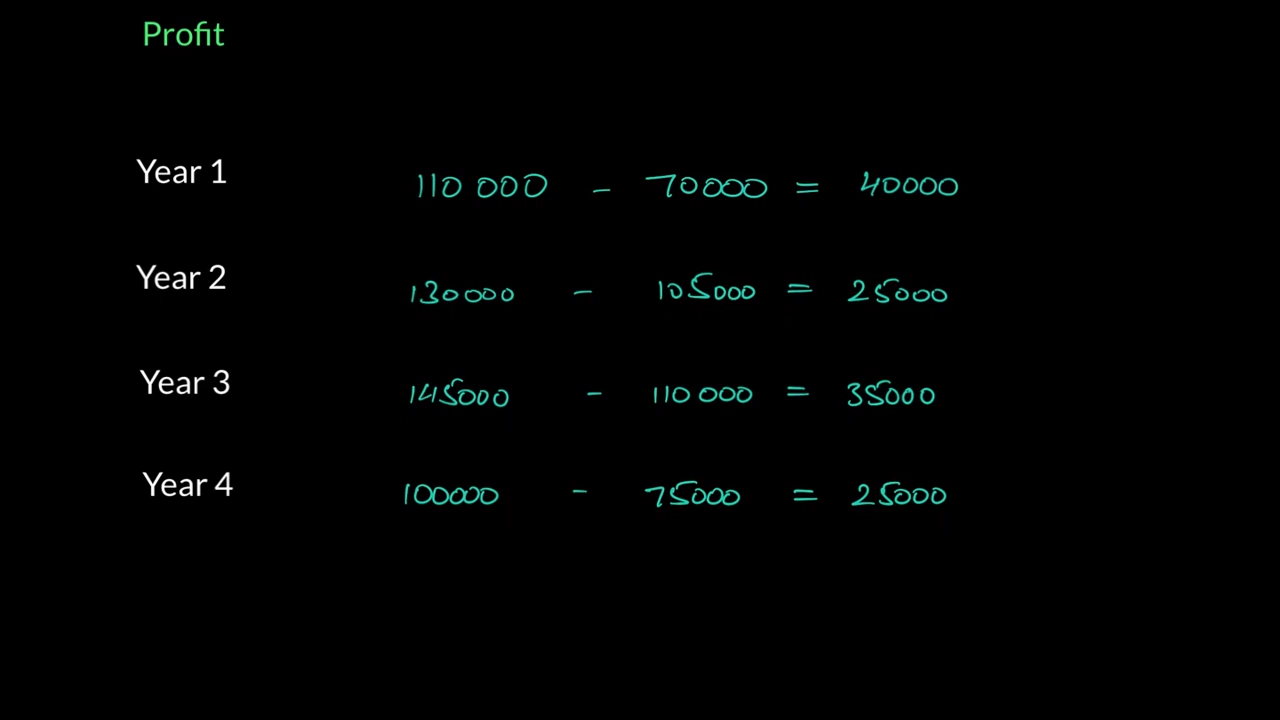 Profit
Year 1 110 000 - 70000 = 40000
Year 2 130000 - 105000 = 25000
Year 3 145000 - 110 000 = 35000
Year 4 100000 - 75000 = 25000